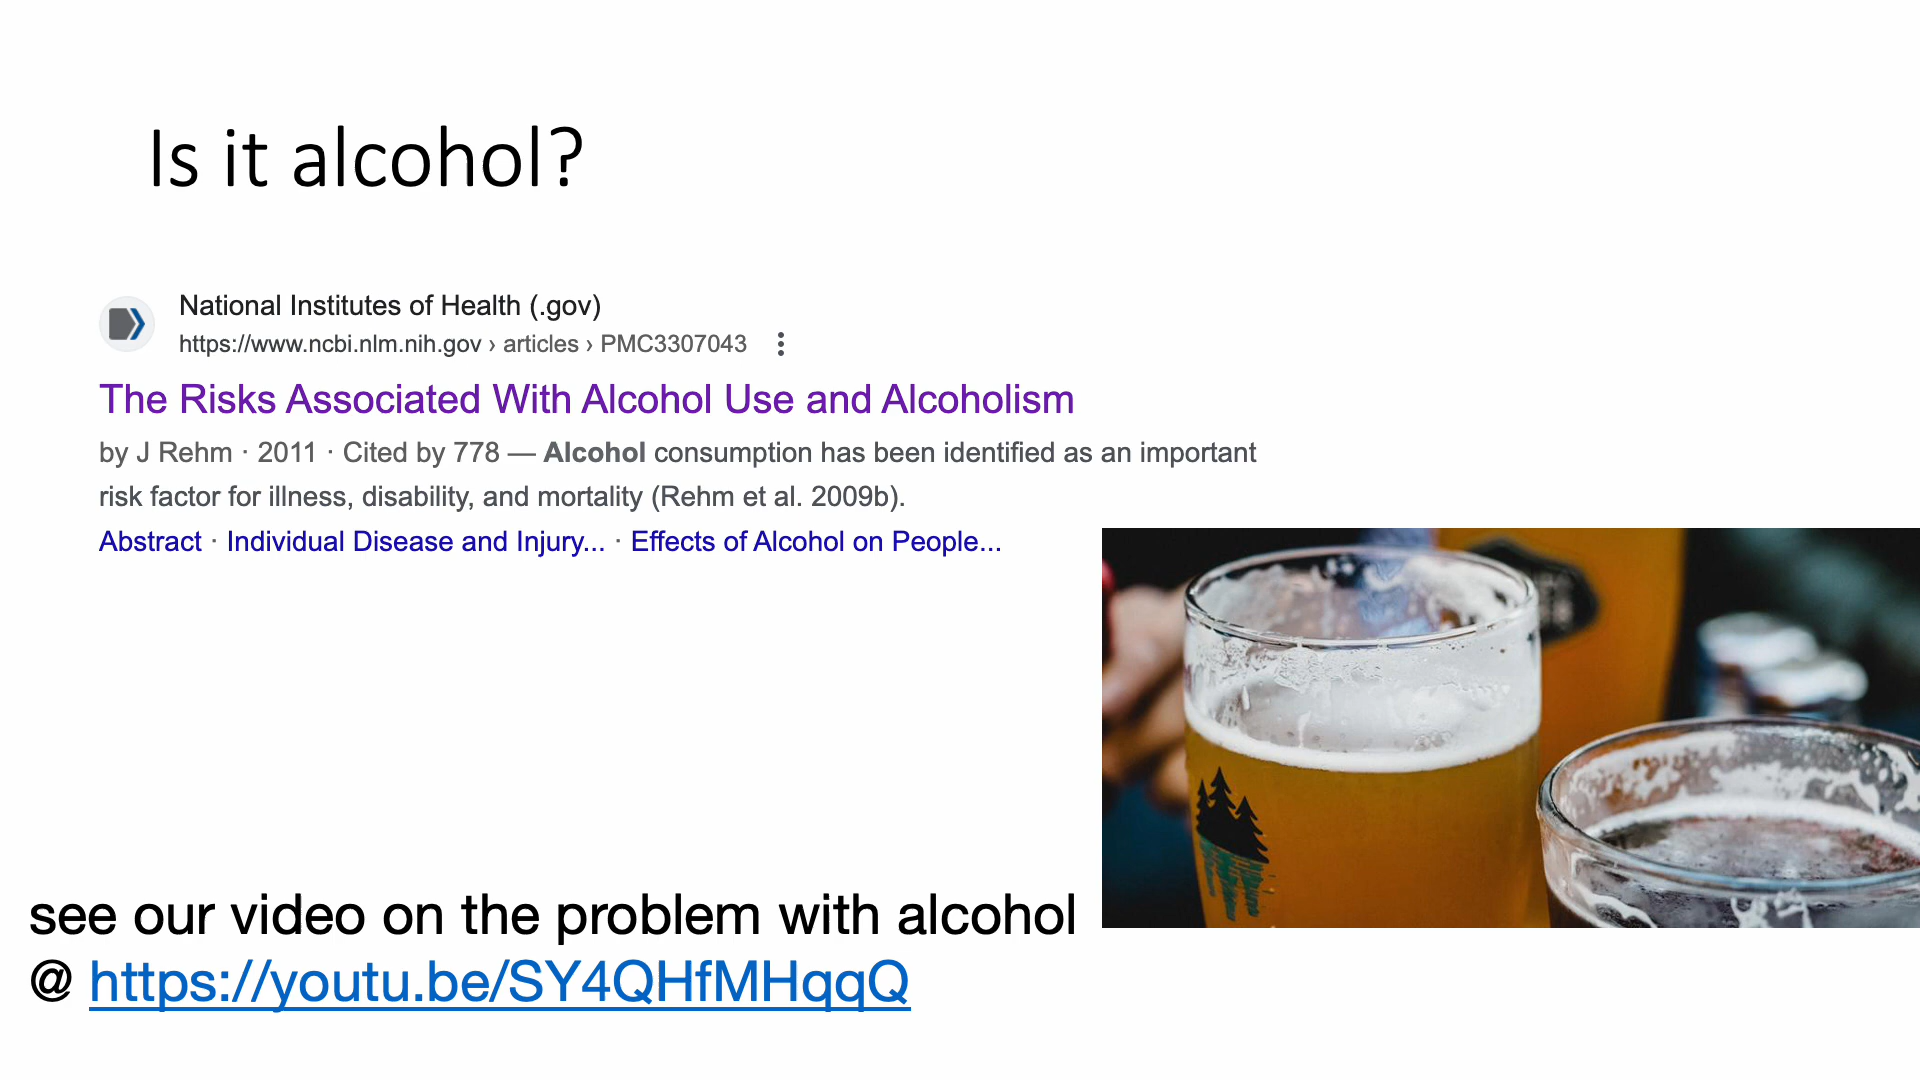 Is it alcohol?
National Institutes of Health (.gov)
https://www.ncbi.nlm.nih.gov › articles › PMC3307043
The Risks Associated With Alcohol Use and Alcoholism
by J Rehm · 2011 · Cited by 778 — Alcohol consumption has been identified as an important
risk factor for illness, disability, and mortality (Rehm et al. 2009b).
Abstract · Individual Disease and Injury... · Effects of Alcohol on People...
see our video on the problem with alcohol
@ https://youtu.be/SY4QHfMHqqQ